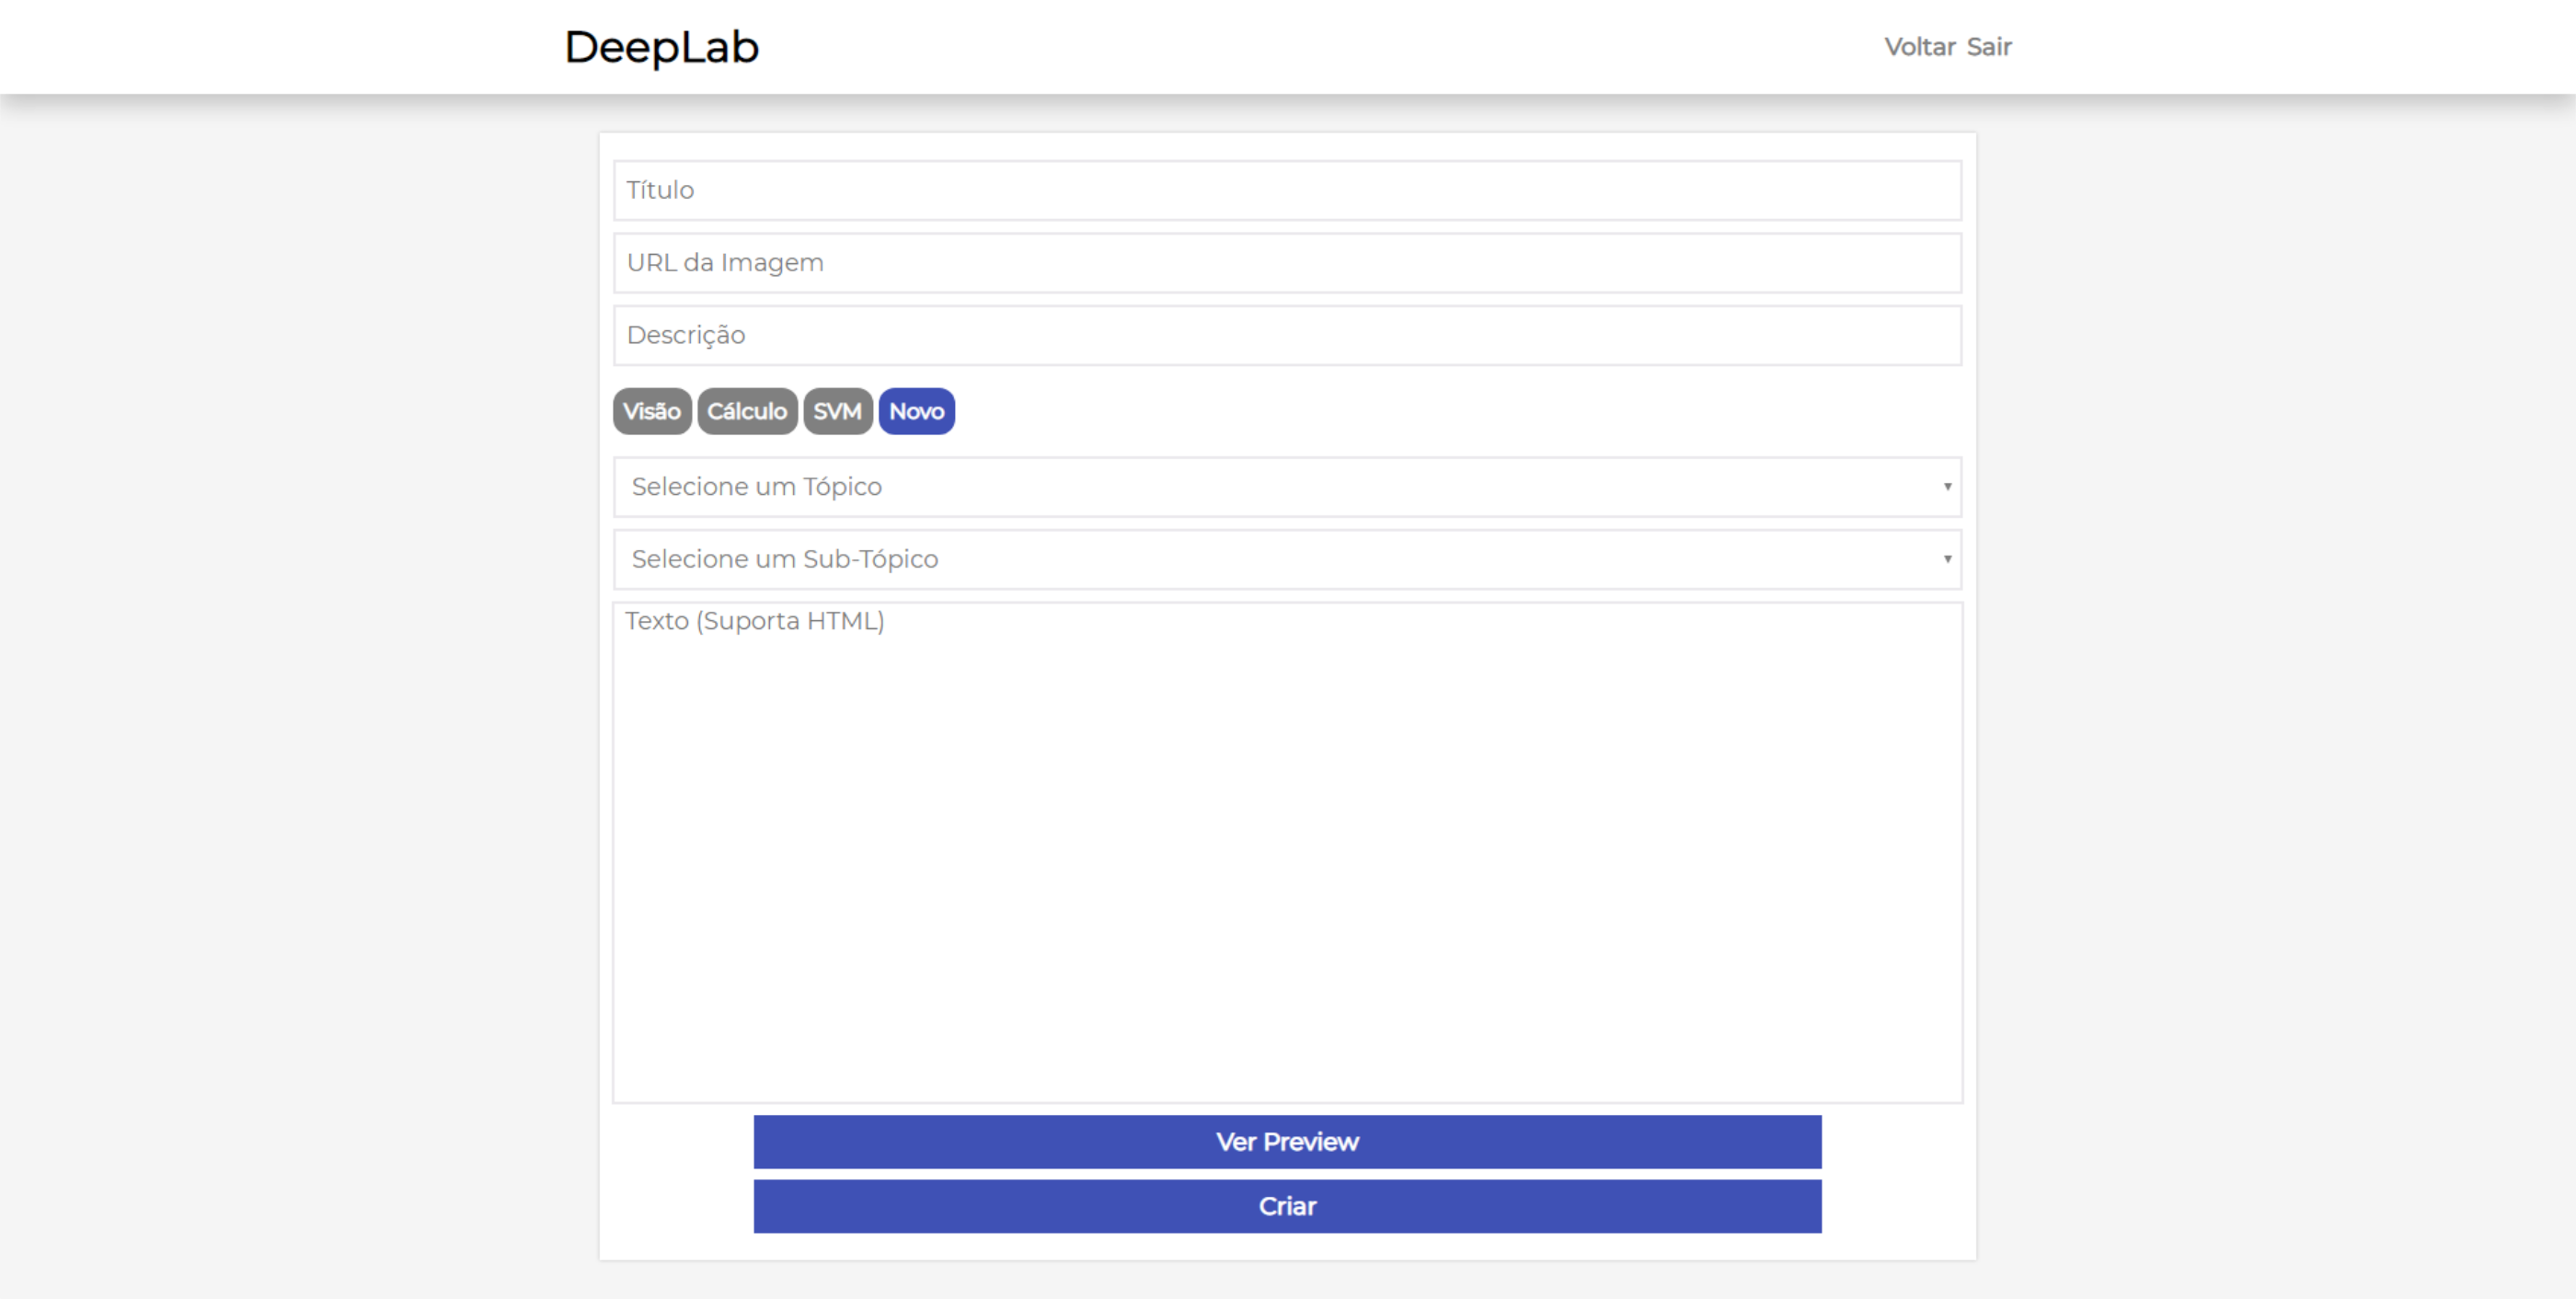 DeepLab
Voltar Sair
Título
URL da Imagem
Descrição
Visão Cálculo SVM Novo
Selecione um Tópico
Selecione um Sub-Tópico
Texto (Suporta HTML)
Ver Preview
Criar